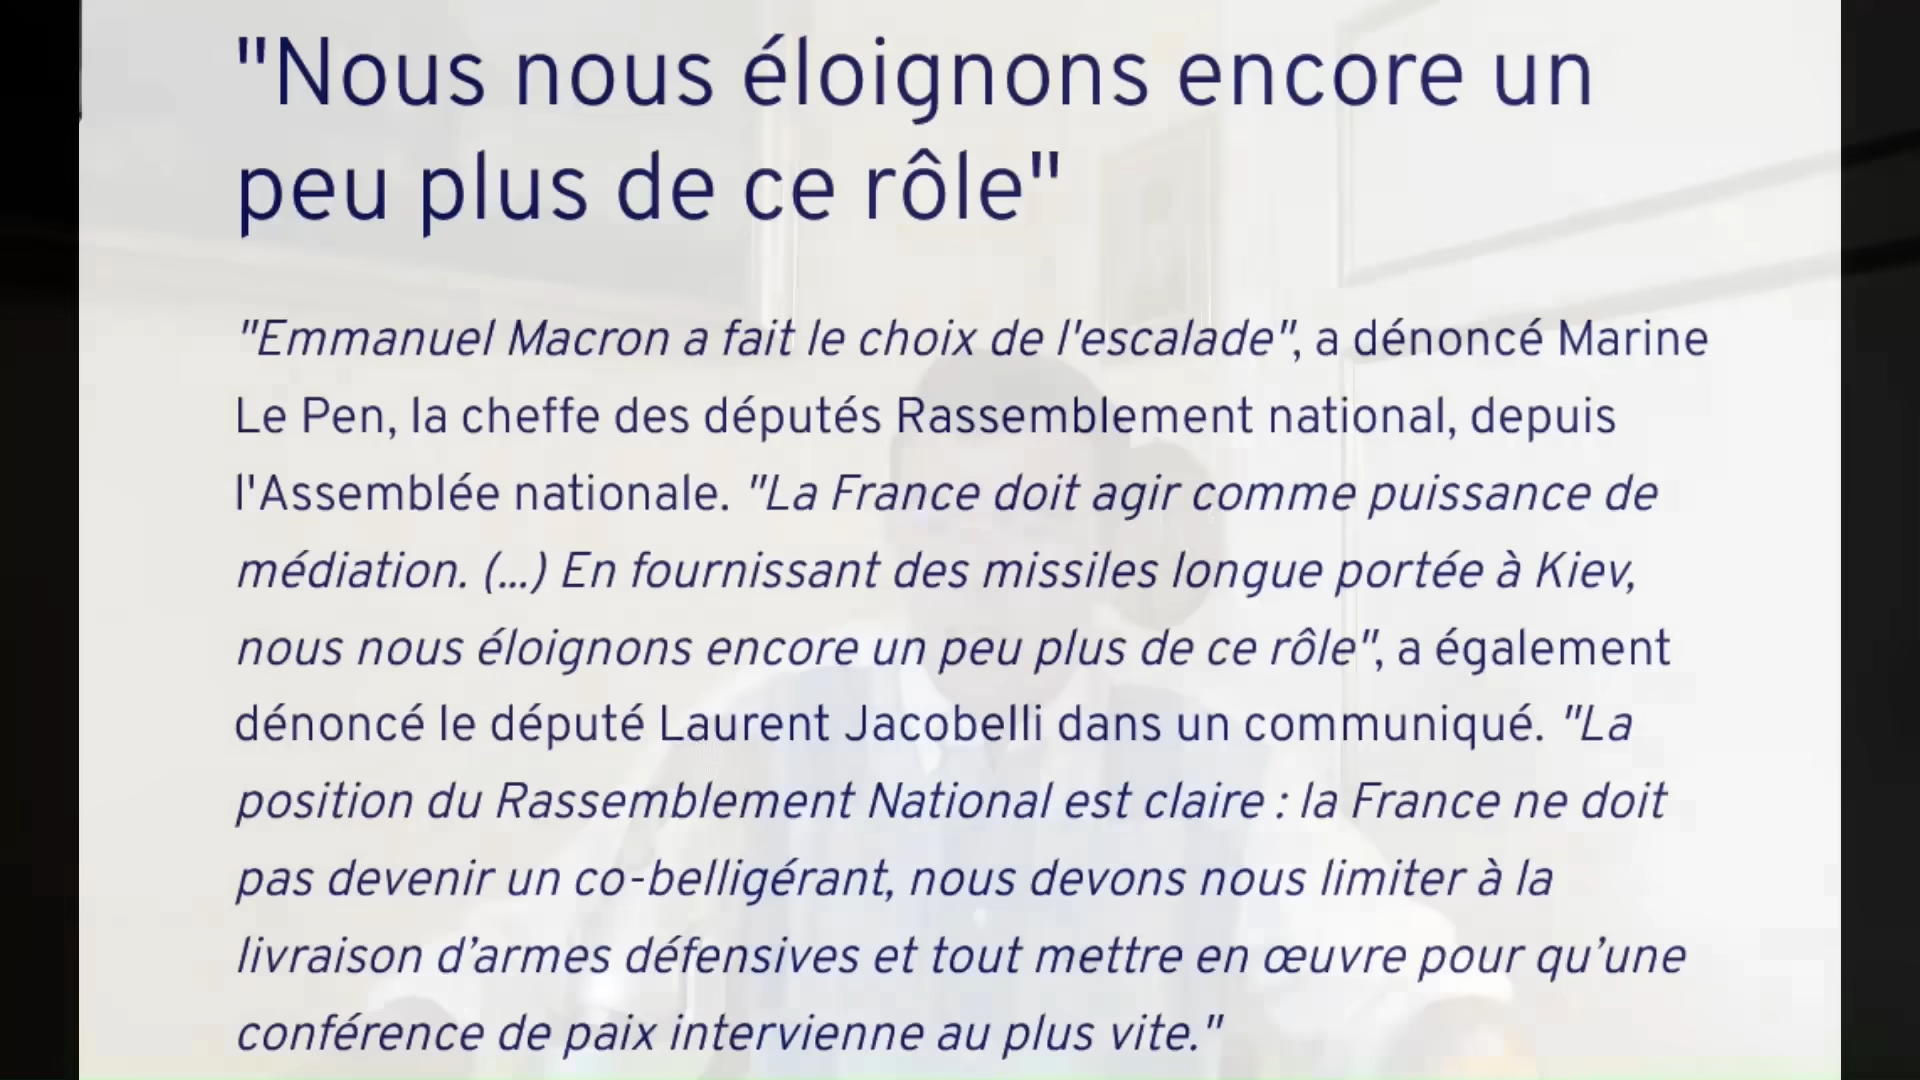 "Nous nous éloignons encore un
peu plus de ce rôle"
"Emmanuel Macron a fait le choix de l'escalade", a dénoncé Marine
Le Pen, la cheffe des députés Rassemblement national, depuis
l'Assemblée nationale. "La France doit agir comme puissance de
médiation. (...) En fournissant des missiles longue portée à Kiev,
nous nous éloignons encore un peu plus de ce rôle", a également
dénoncé le député Laurent Jacobelli dans un communiqué. "La
position du Rassemblement National est claire : la France ne doit
pas devenir un co-belligérant, nous devons nous limiter à la
livraison d’armes défensives et tout mettre en œuvre pour qu’une
conférence de paix intervienne au plus vite."